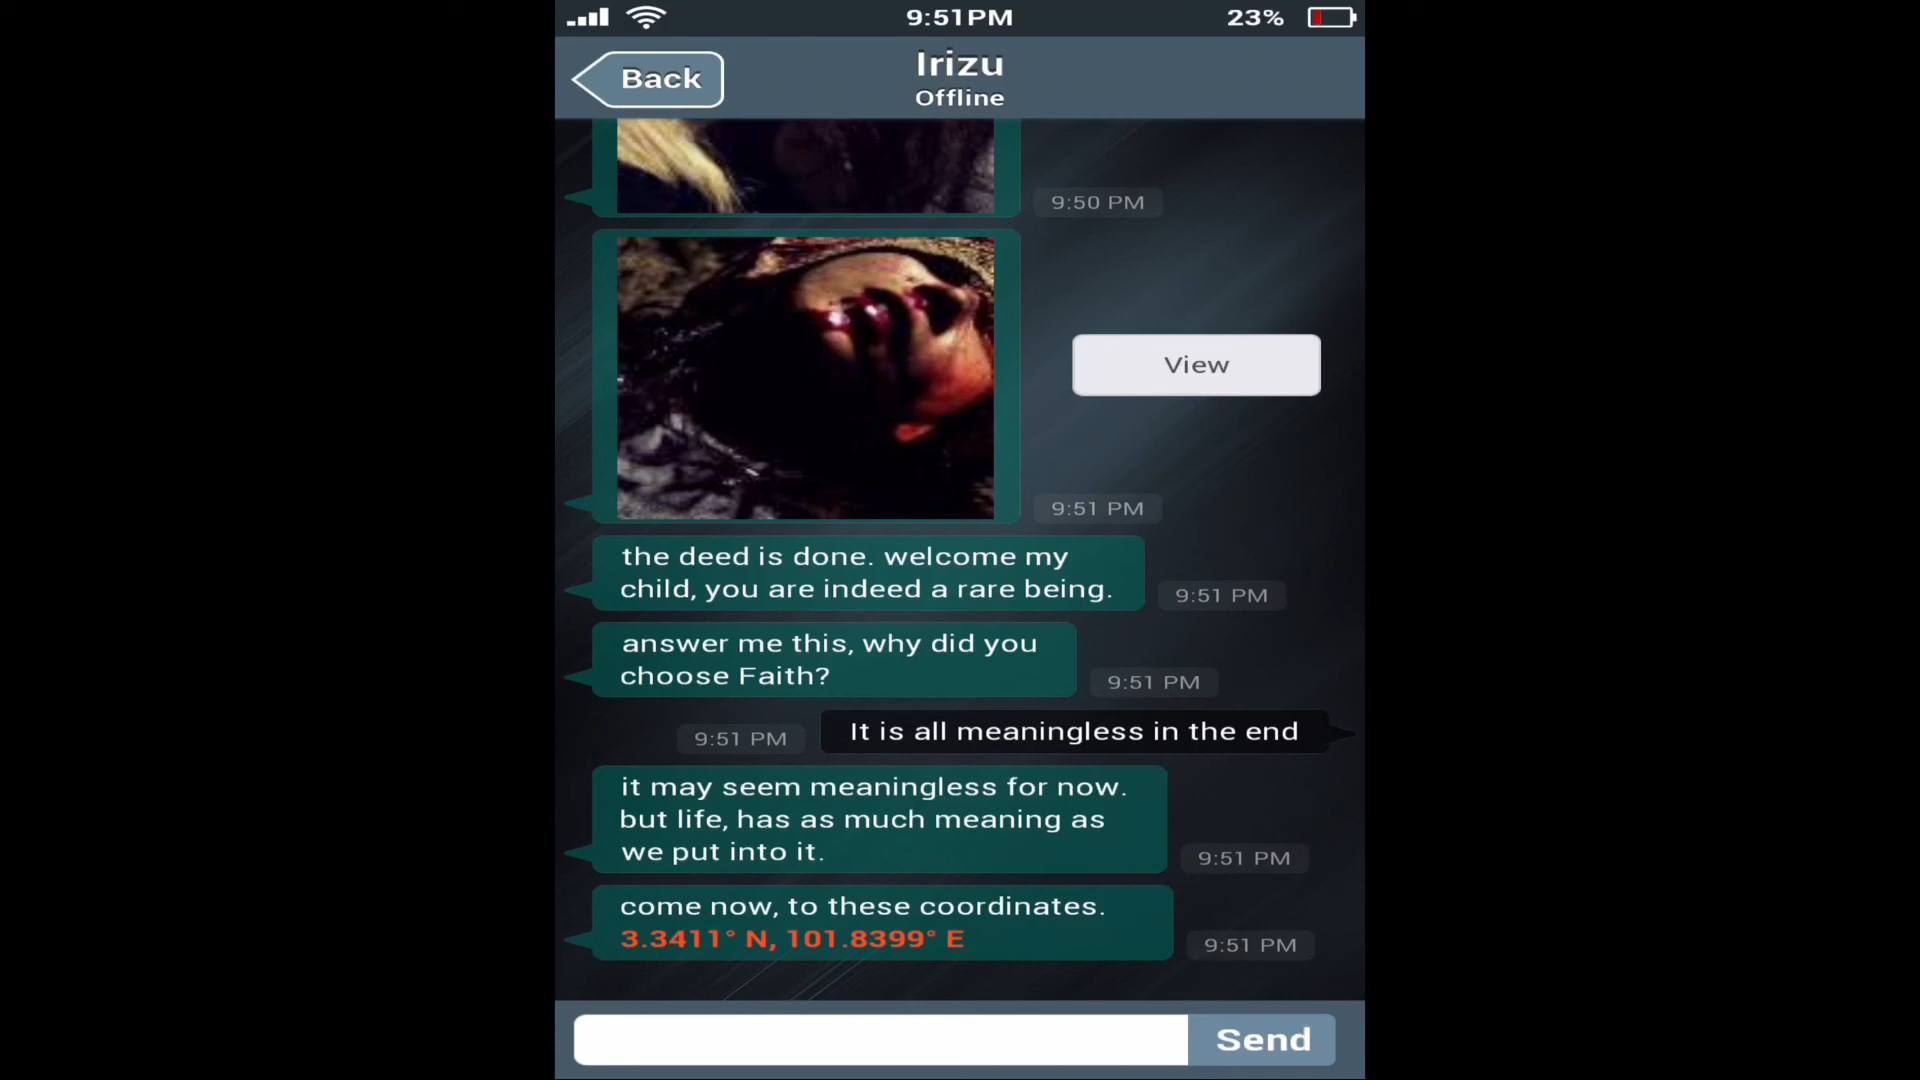 9:51PM
23%
Back
Irizu
Offline
9:50 PM
View
9:51 PM
the deed is done. welcome my
child, you are indeed a rare being.
9:51 PM
answer me this, why did you
choose Faith?
9:51 PM
9:51 PM
It is all meaningless in the end
it may seem meaningless for now.
but life, has as much meaning as
we put into it.
9:51 PM
come now, to these coordinates.
3.3411° N, 101.8399° E
9:51 PM
Send